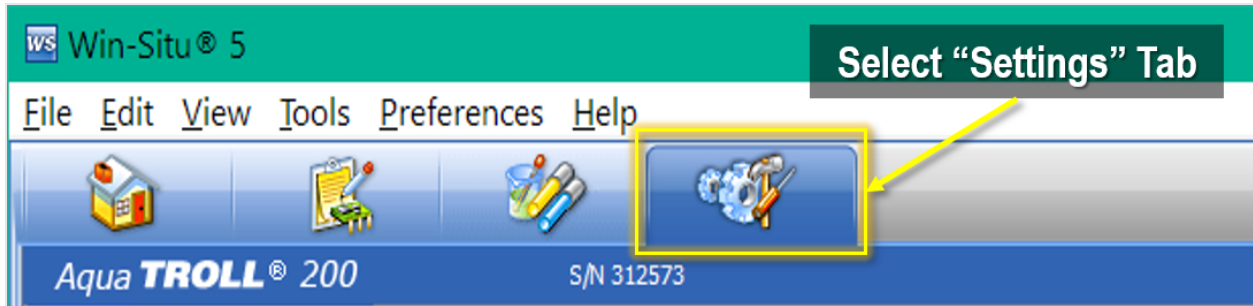 WS Win-Situ® 5
Select “Settings” Tab
File Edit View Tools Preferences Help
Aqua TROLL® 200 S/N 312573